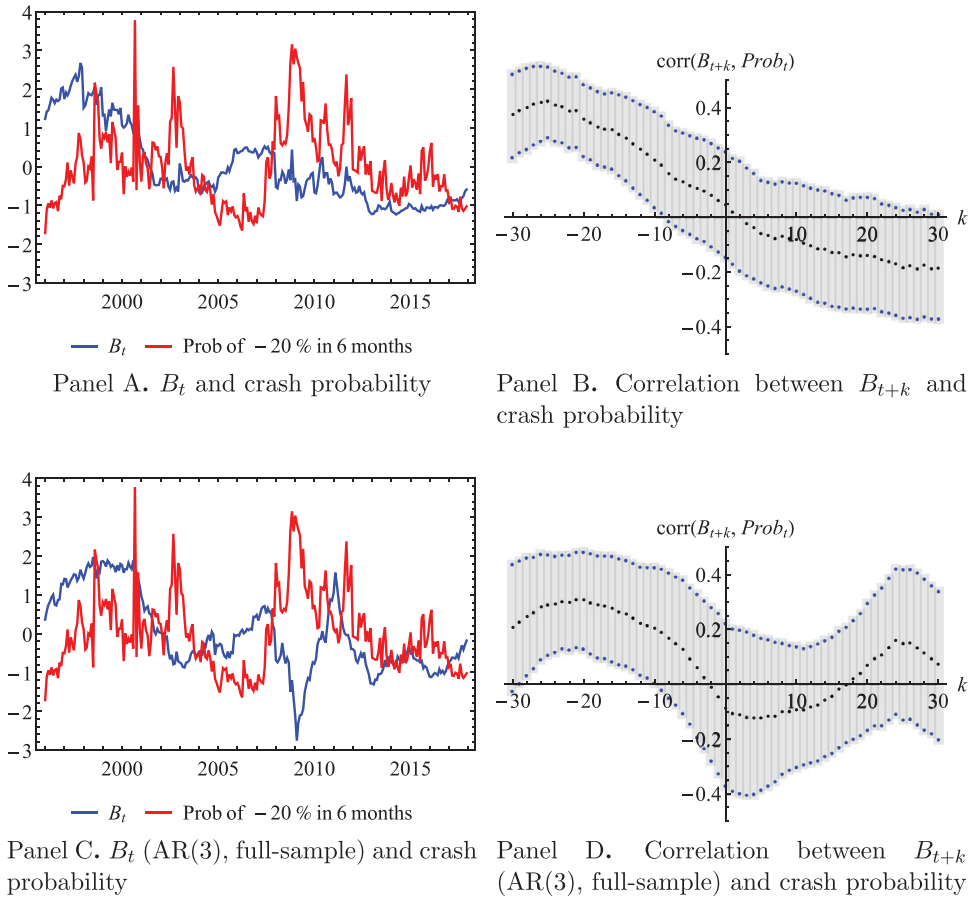 4
3
2
1
0
−1
−2
−3
2000 2005 2010 2015
B_t Prob of −20 % in 6 months
Panel A. B_t and crash probability
corr(B_{t+k}, Prob_t)
0.4
0.2
−0.2
−0.4
−30 −20 −10 10 20 30 k
Panel B. Correlation between B_{t+k} and
crash probability
4
3
2
1
0
−1
−2
−3
2000 2005 2010 2015
B_t Prob of −20 % in 6 months
Panel C. B_t (AR(3), full-sample) and crash
probability
corr(B_{t+k}, Prob_t)
0.4
0.2
−0.2
−0.4
−30 −20 −10 10 20 30 k
Panel D. Correlation between B_{t+k}
(AR(3), full-sample) and crash probability